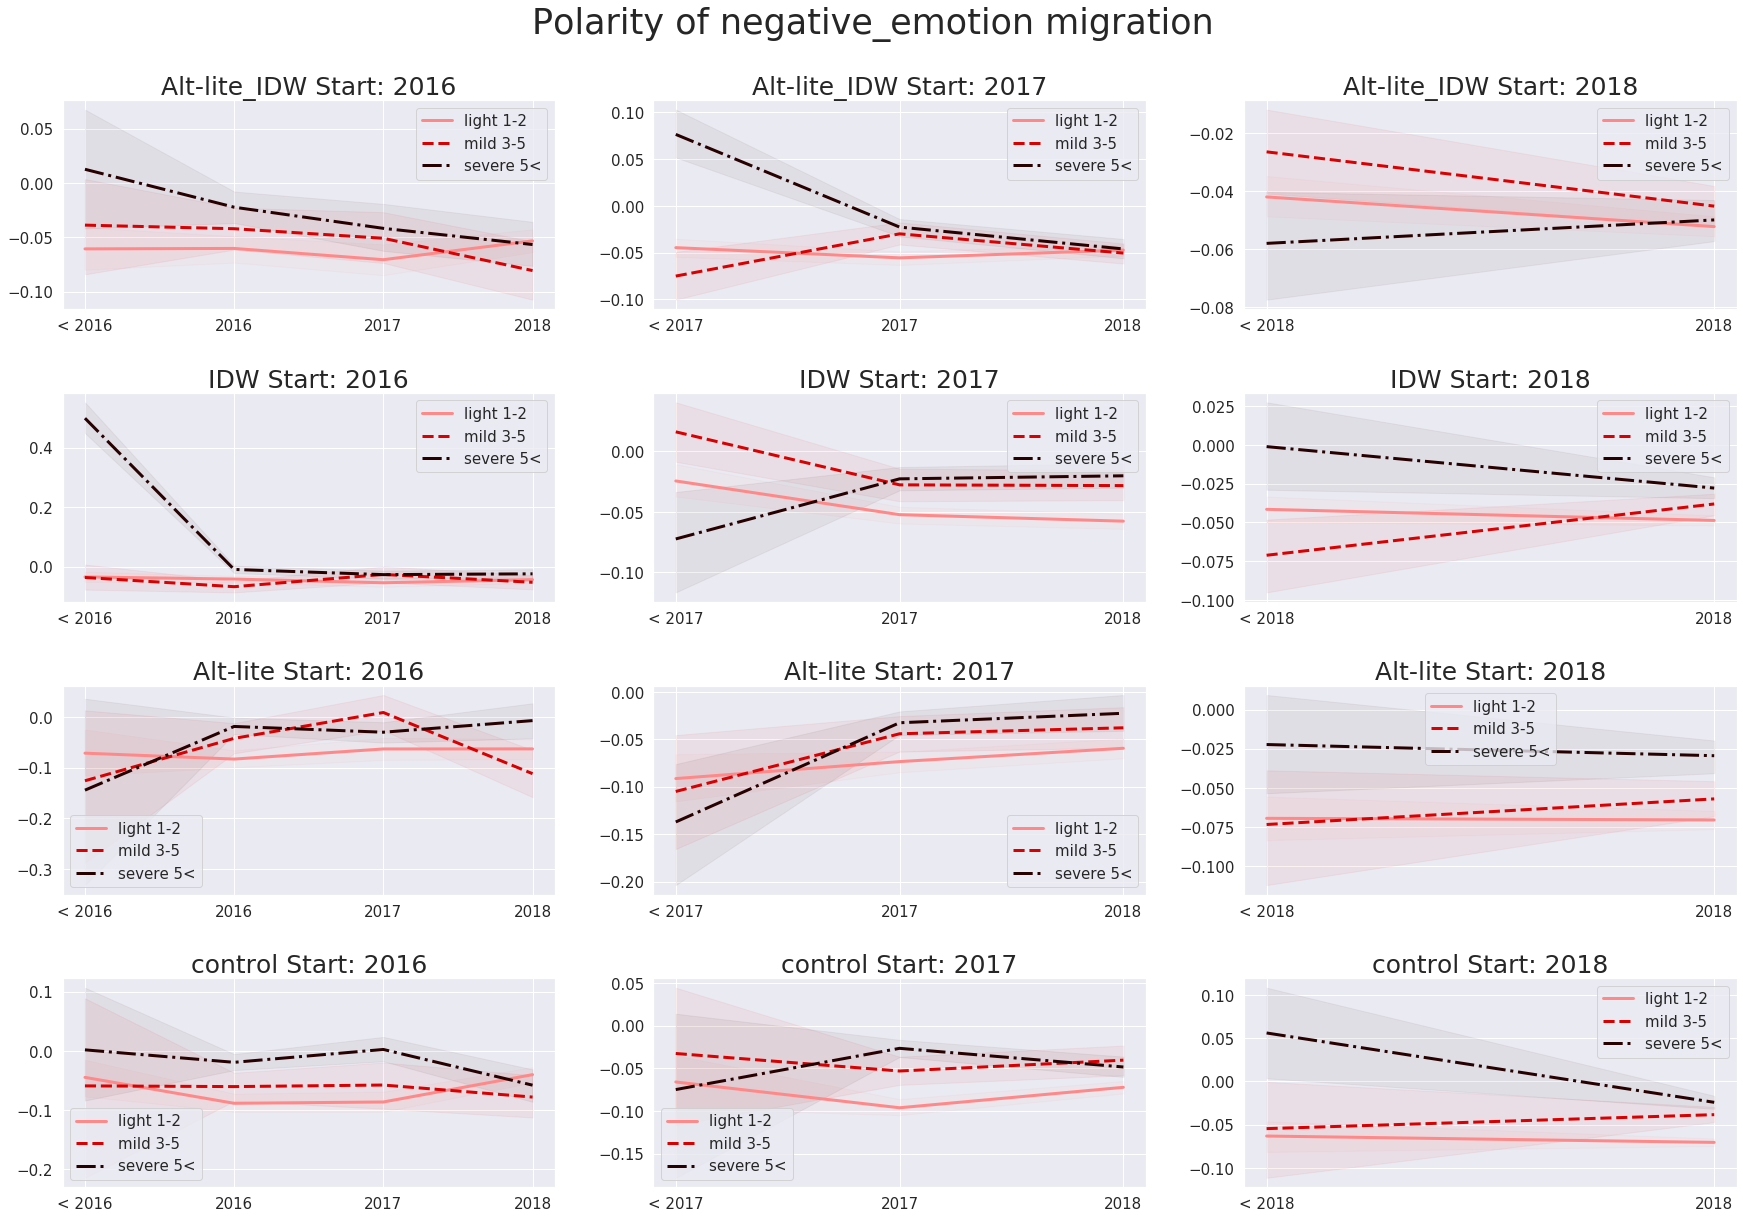 Polarity of negative_emotion migration
Alt-lite_IDW Start: 2016
0.05
0.00
−0.05
−0.10
< 2016 2016 2017 2018
light 1-2
mild 3-5
severe 5<
Alt-lite_IDW Start: 2017
0.10
0.05
0.00
−0.05
−0.10
< 2017 2017 2018
light 1-2
mild 3-5
severe 5<
Alt-lite_IDW Start: 2018
−0.02
−0.04
−0.06
−0.08
< 2018 2018
light 1-2
mild 3-5
severe 5<
IDW Start: 2016
0.4
0.2
0.0
< 2016 2016 2017 2018
light 1-2
mild 3-5
severe 5<
IDW Start: 2017
0.00
−0.05
−0.10
< 2017 2017 2018
light 1-2
mild 3-5
severe 5<
IDW Start: 2018
0.025
0.000
−0.025
−0.050
−0.075
−0.100
< 2018 2018
light 1-2
mild 3-5
severe 5<
Alt-lite Start: 2016
0.0
−0.1
−0.2
−0.3
< 2016 2016 2017 2018
light 1-2
mild 3-5
severe 5<
Alt-lite Start: 2017
0.00
−0.05
−0.10
−0.15
−0.20
< 2017 2017 2018
light 1-2
mild 3-5
severe 5<
Alt-lite Start: 2018
0.000
−0.025
−0.050
−0.075
−0.100
< 2018 2018
light 1-2
mild 3-5
severe 5<
control Start: 2016
0.1
0.0
−0.1
−0.2
< 2016 2016 2017 2018
light 1-2
mild 3-5
severe 5<
control Start: 2017
0.05
0.00
−0.05
−0.10
−0.15
< 2017 2017 2018
light 1-2
mild 3-5
severe 5<
control Start: 2018
0.10
0.05
0.00
−0.05
−0.10
< 2018 2018
light 1-2
mild 3-5
severe 5<